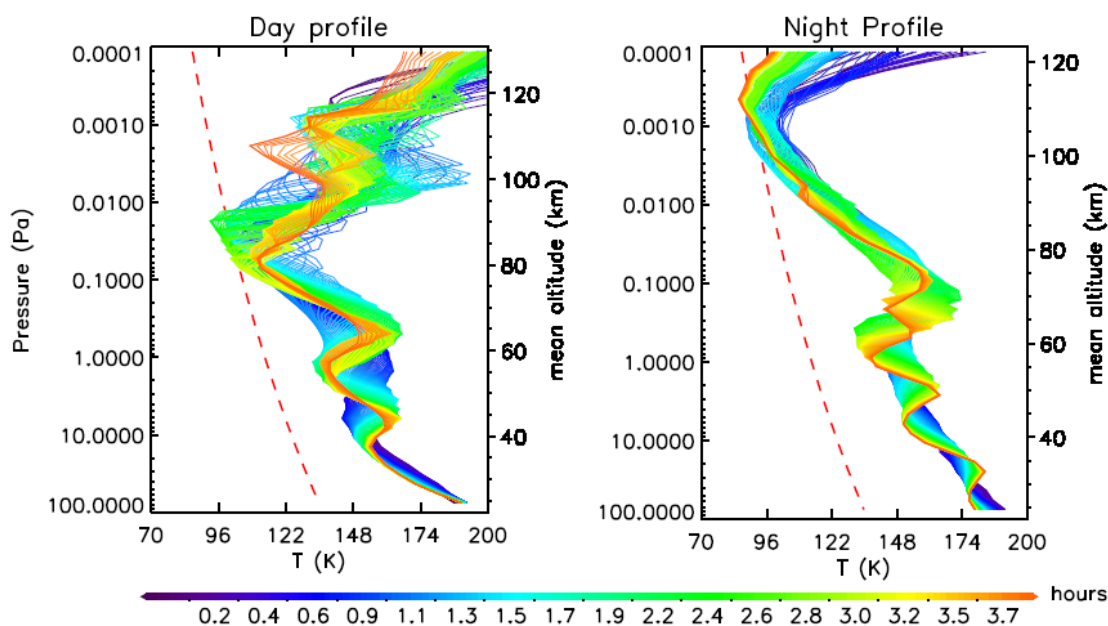 Day profile
Night Profile
0.0001
0.0010
0.0100
0.1000
1.0000
10.0000
100.0000
Pressure (Pa)
120
100
80
60
40
mean altitude (km)
70 96 122 148 174 200
T (K)
0.0001
0.0010
0.0100
0.1000
1.0000
10.0000
100.0000
120
100
80
60
40
mean altitude (km)
70 96 122 148 174 200
T (K)
hours
0.2 0.4 0.6 0.9 1.1 1.3 1.5 1.7 1.9 2.2 2.4 2.6 2.8 3.0 3.2 3.5 3.7